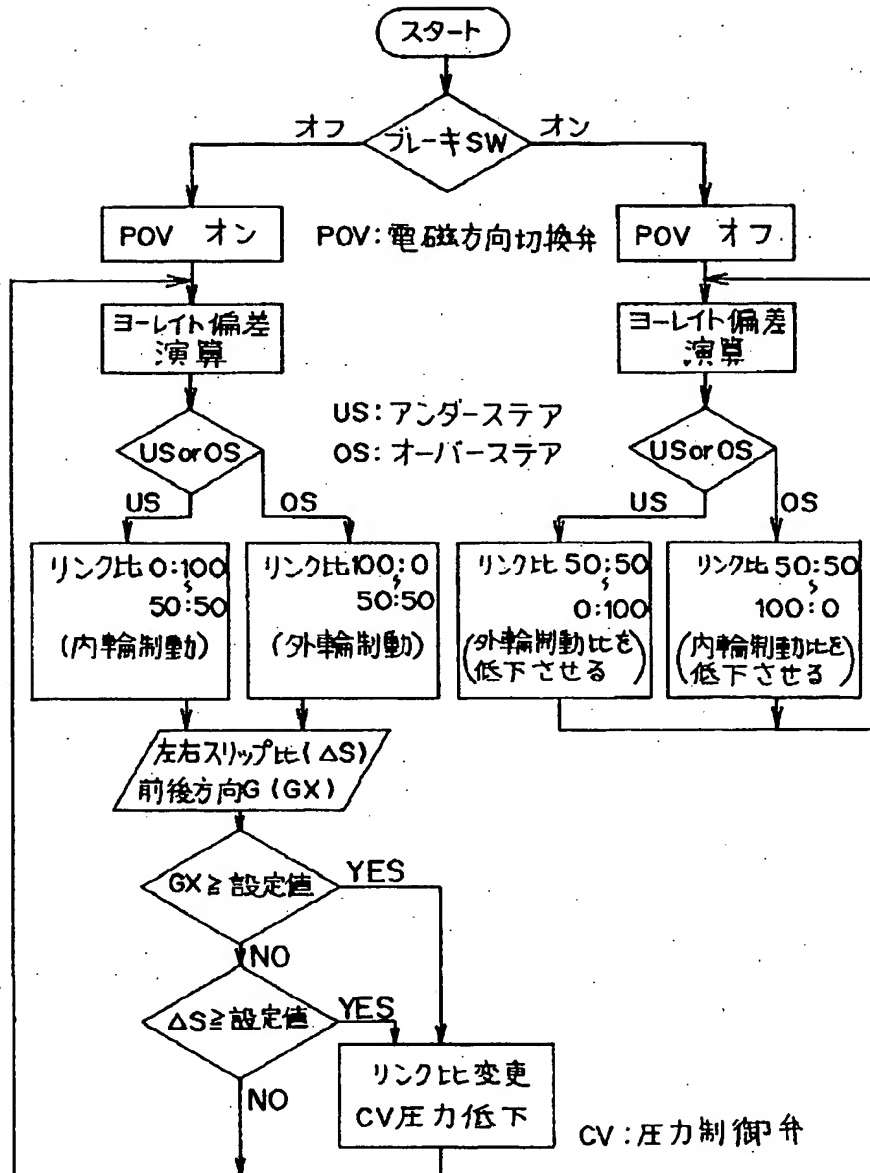 スタート
オフ
ブレーキSW
オン
POV オン
POV:電磁方向切換弁
POV オフ
ヨーレイト偏差
演算
ヨーレイト偏差
演算
US:アンダーステア
OS:オーバーステア
USorOS
USorOS
US
OS
US
OS
リンク比0:100
〜
50:50
(内輪制動)
リンク比100:0
〜
50:50
(外輪制動)
リンク比50:50
〜
0:100
(外輪制動比を
低下させる)
リンク比50:50
〜
100:0
(内輪制動比を
低下させる)
左右スリップ比(△S)
前後方向G(GX)
GX≧設定値
YES
NO
△S≧設定値
YES
NO
リンク比変更
CV圧力低下
CV:圧力制御弁